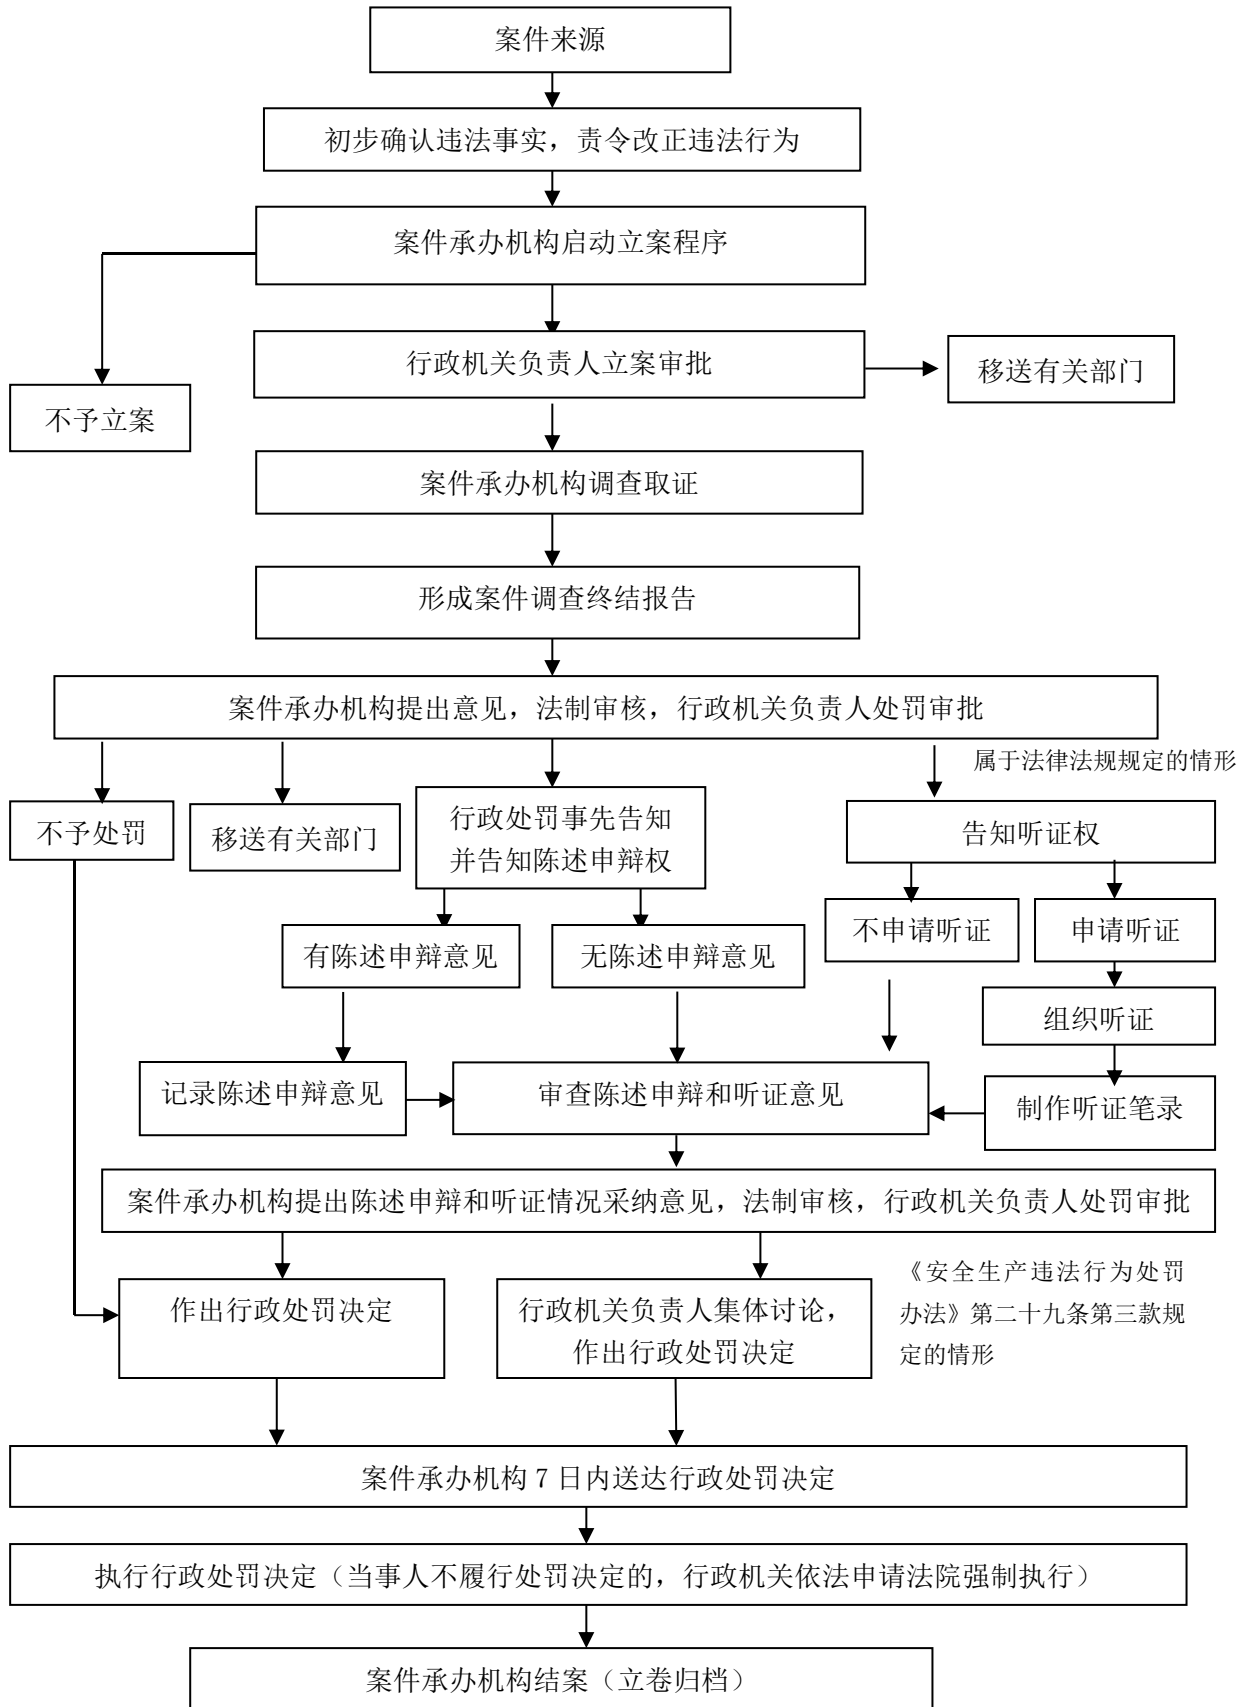 案件来源
初步确认违法事实，责令改正违法行为
案件承办机构启动立案程序
行政机关负责人立案审批
移送有关部门
不予立案
案件承办机构调查取证
形成案件调查终结报告
案件承办机构提出意见，法制审核，行政机关负责人处罚审批
属于法律法规规定的情形
不予处罚
移送有关部门
行政处罚事先告知
并告知陈述申辩权
告知听证权
有陈述申辩意见
无陈述申辩意见
不申请听证
申请听证
组织听证
记录陈述申辩意见
审查陈述申辩和听证意见
制作听证笔录
案件承办机构提出陈述申辩和听证情况采纳意见，法制审核，行政机关负责人处罚审批
作出行政处罚决定
行政机关负责人集体讨论，
作出行政处罚决定
《安全生产违法行为处罚
办法》第二十九条第三款规
定的情形
案件承办机构 7 日内送达行政处罚决定
执行行政处罚决定（当事人不履行处罚决定的，行政机关依法申请法院强制执行）
案件承办机构结案（立卷归档）